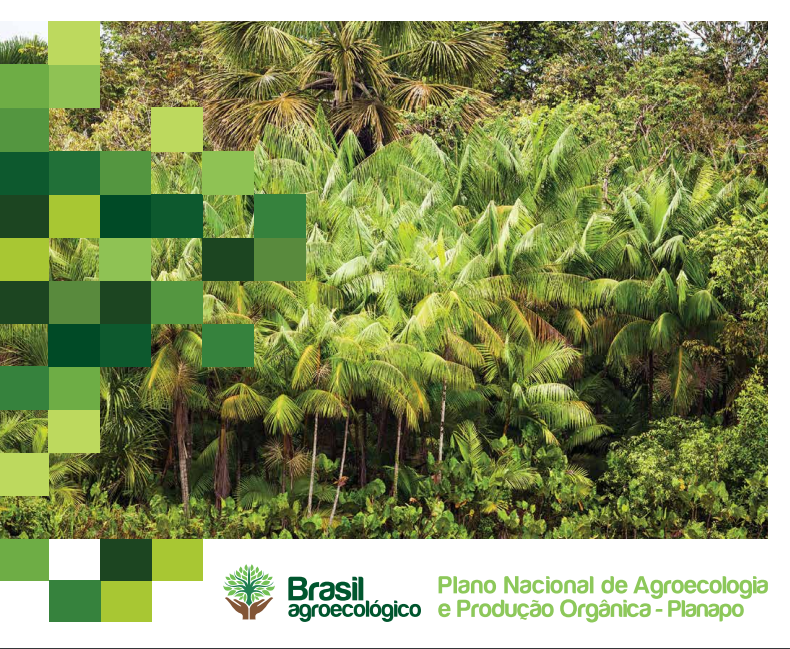 Brasil
agroecológico
Plano Nacional de Agroecologia
e Produção Orgânica - Planapo